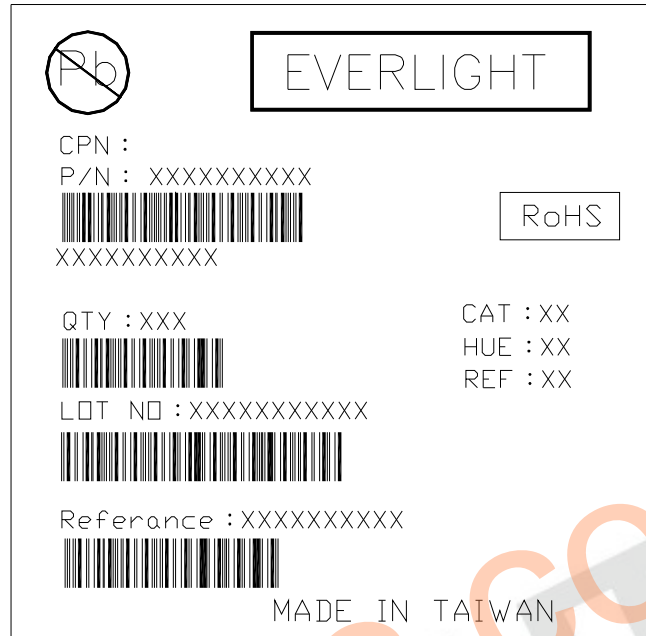 Pb
EVERLIGHT
CPN :
P/N : XXXXXXXXXX
RoHS
XXXXXXXXXX
QTY : XXX
CAT : XX
HUE : XX
REF : XX
LOT NO : XXXXXXXXXXX
Referance : XXXXXXXXXX
MADE IN TAIWAN